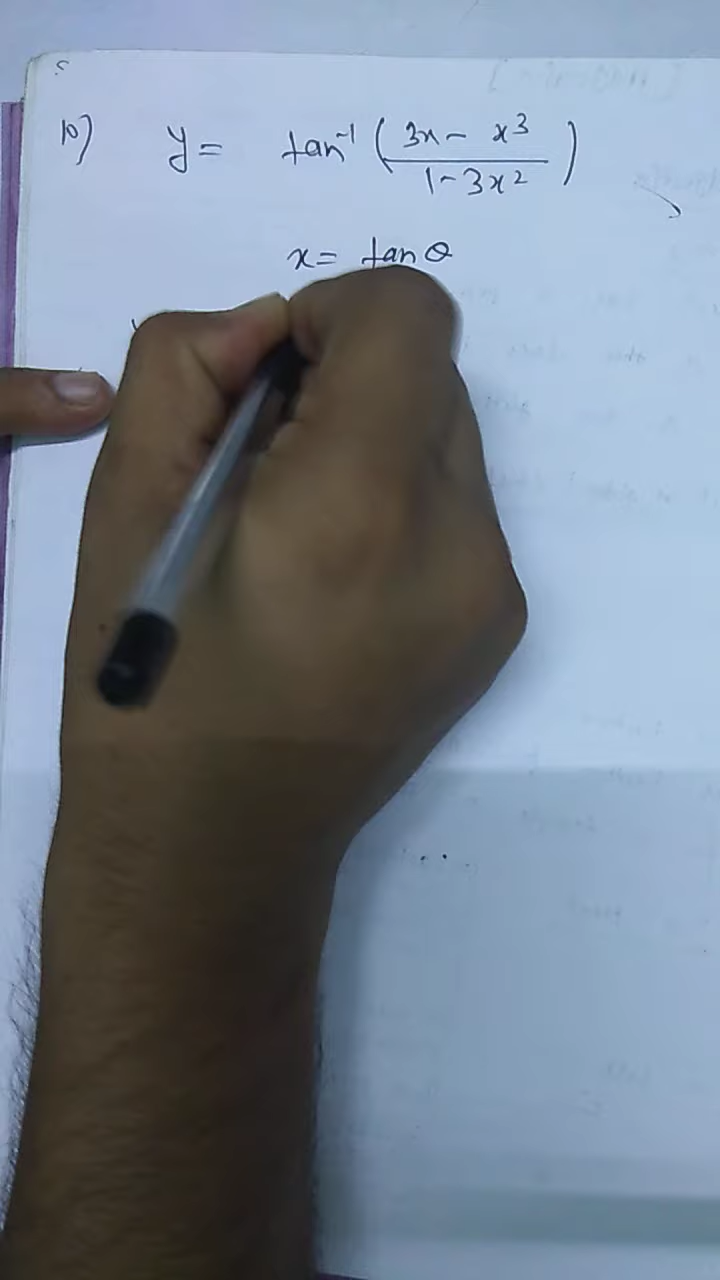 10) y = tan⁻¹ (3x - x³ / 1 - 3x²)
x = tan θ